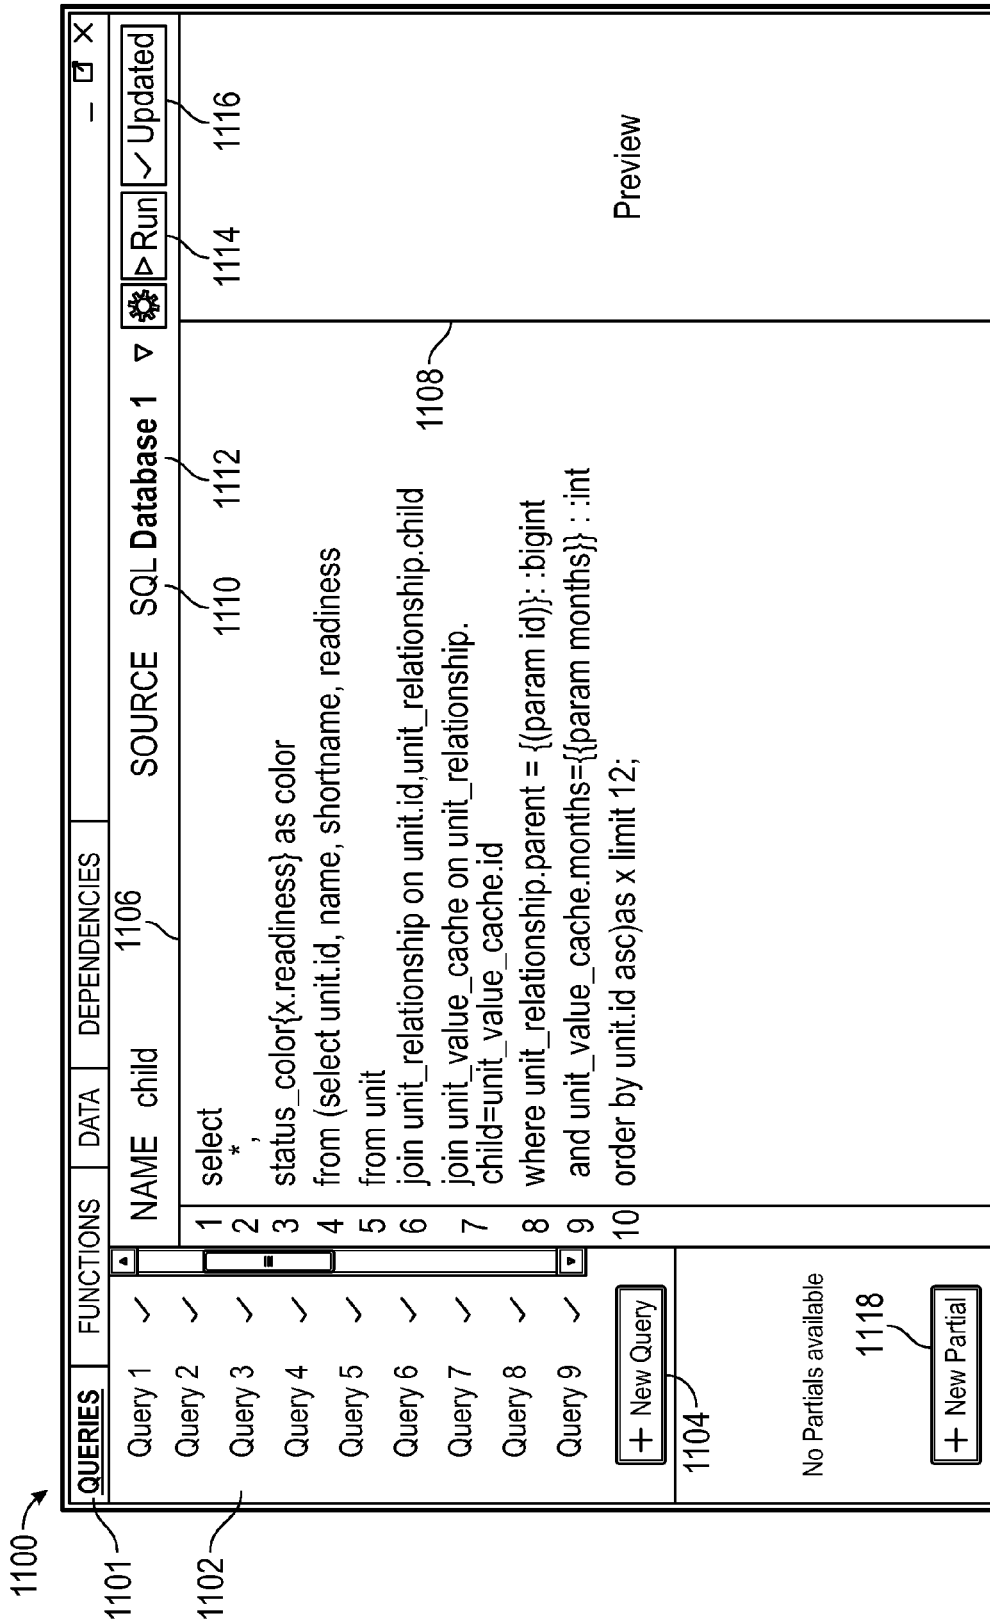 1100
QUERIES FUNCTIONS DATA DEPENDENCIES
1101
1106
NAME child SOURCE SQL Database 1 Run Updated
1110 1112 1114 1116
1102
Query 1
Query 2
Query 3
Query 4
Query 5
Query 6
Query 7
Query 8
Query 9
+ New Query
1104
No Partials available
1118
+ New Partial
1 select
2 * ,
3 status_color{x.readiness} as color
4 from (select unit.id, name, shortname, readiness
5 from unit
6 join unit_relationship on unit.id,unit_relationship.child
7 join unit_value_cache on unit_relationship.
child=unit_value_cache.id
8 where unit_relationship.parent = {(param id)}: :bigint
9 and unit_value_cache.months={{param months}} : :int
10 order by unit.id asc)as x limit 12;
1108
Preview